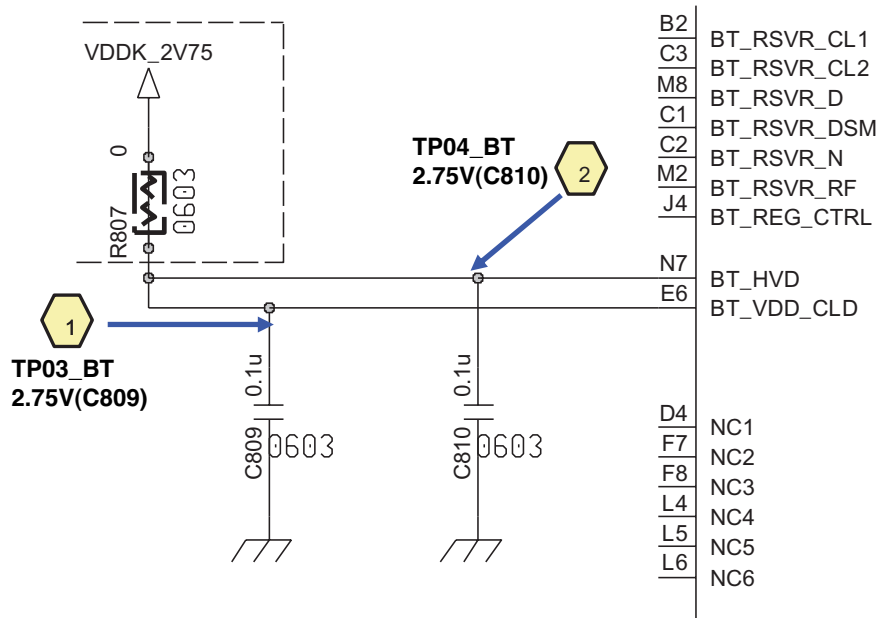 VDDK_2V75
0
R807
0603
TP04_BT
2.75V(C810)
2
1
TP03_BT
2.75V(C809)
0.1u
C809
0603
0.1u
C810
0603
B2
BT_RSVR_CL1
C3
BT_RSVR_CL2
M8
BT_RSVR_D
C1
BT_RSVR_DSM
C2
BT_RSVR_N
M2
BT_RSVR_RF
J4
BT_REG_CTRL
N7
BT_HVD
E6
BT_VDD_CLD
D4
NC1
F7
NC2
F8
NC3
L4
NC4
L5
NC5
L6
NC6